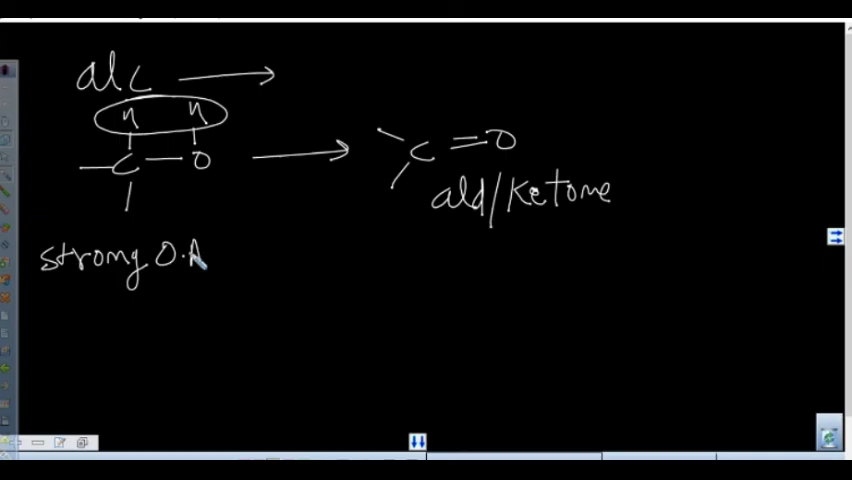 alc
H H
C O
C = O
ald/Ketone
strong O.A